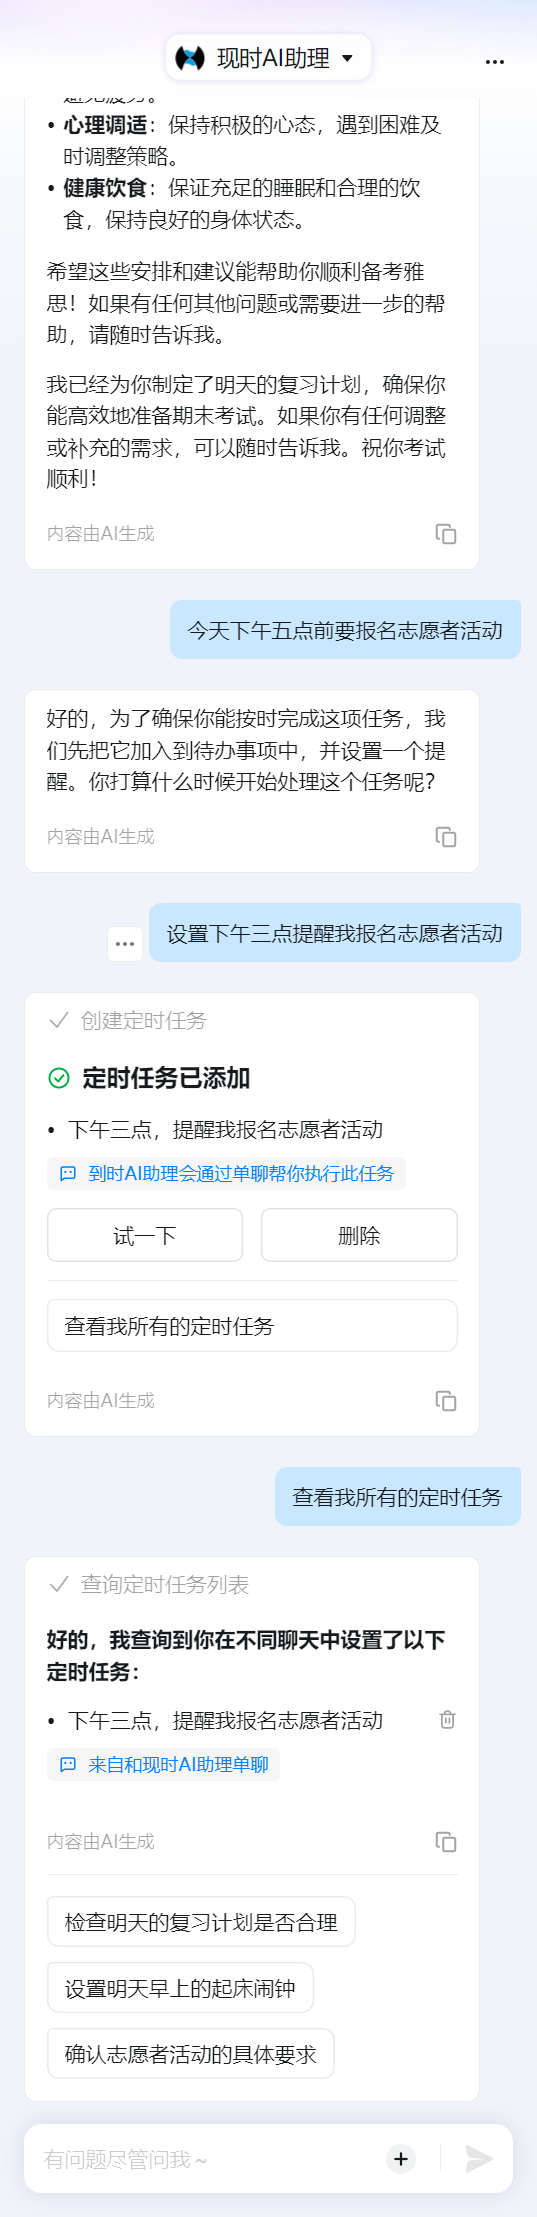 现时AI助理
避免疲劳。
• 心理调适：保持积极的心态，遇到困难及
时调整策略。
• 健康饮食：保证充足的睡眠和合理的饮
食，保持良好的身体状态。
希望这些安排和建议能帮助你顺利备考雅
思！如果有任何其他问题或需要进一步的帮
助，请随时告诉我。
我已经为你制定了明天的复习计划，确保你
能高效地准备期末考试。如果你有任何调整
或补充的需求，可以随时告诉我。祝你考试
顺利！
内容由AI生成
今天下午五点前要报名志愿者活动
好的，为了确保你能按时完成这项任务，我
们先把它加入到待办事项中，并设置一个提
醒。你打算什么时候开始处理这个任务呢？
内容由AI生成
设置下午三点提醒我报名志愿者活动
创建定时任务
定时任务已添加
• 下午三点，提醒我报名志愿者活动
到时AI助理会通过单聊帮你执行此任务
试一下
删除
查看我所有的定时任务
内容由AI生成
查看我所有的定时任务
查询定时任务列表
好的，我查询到你在不同聊天中设置了以下
定时任务：
• 下午三点，提醒我报名志愿者活动
来自和现时AI助理单聊
内容由AI生成
检查明天的复习计划是否合理
设置明天早上的起床闹钟
确认志愿者活动的具体要求
有问题尽管问我~